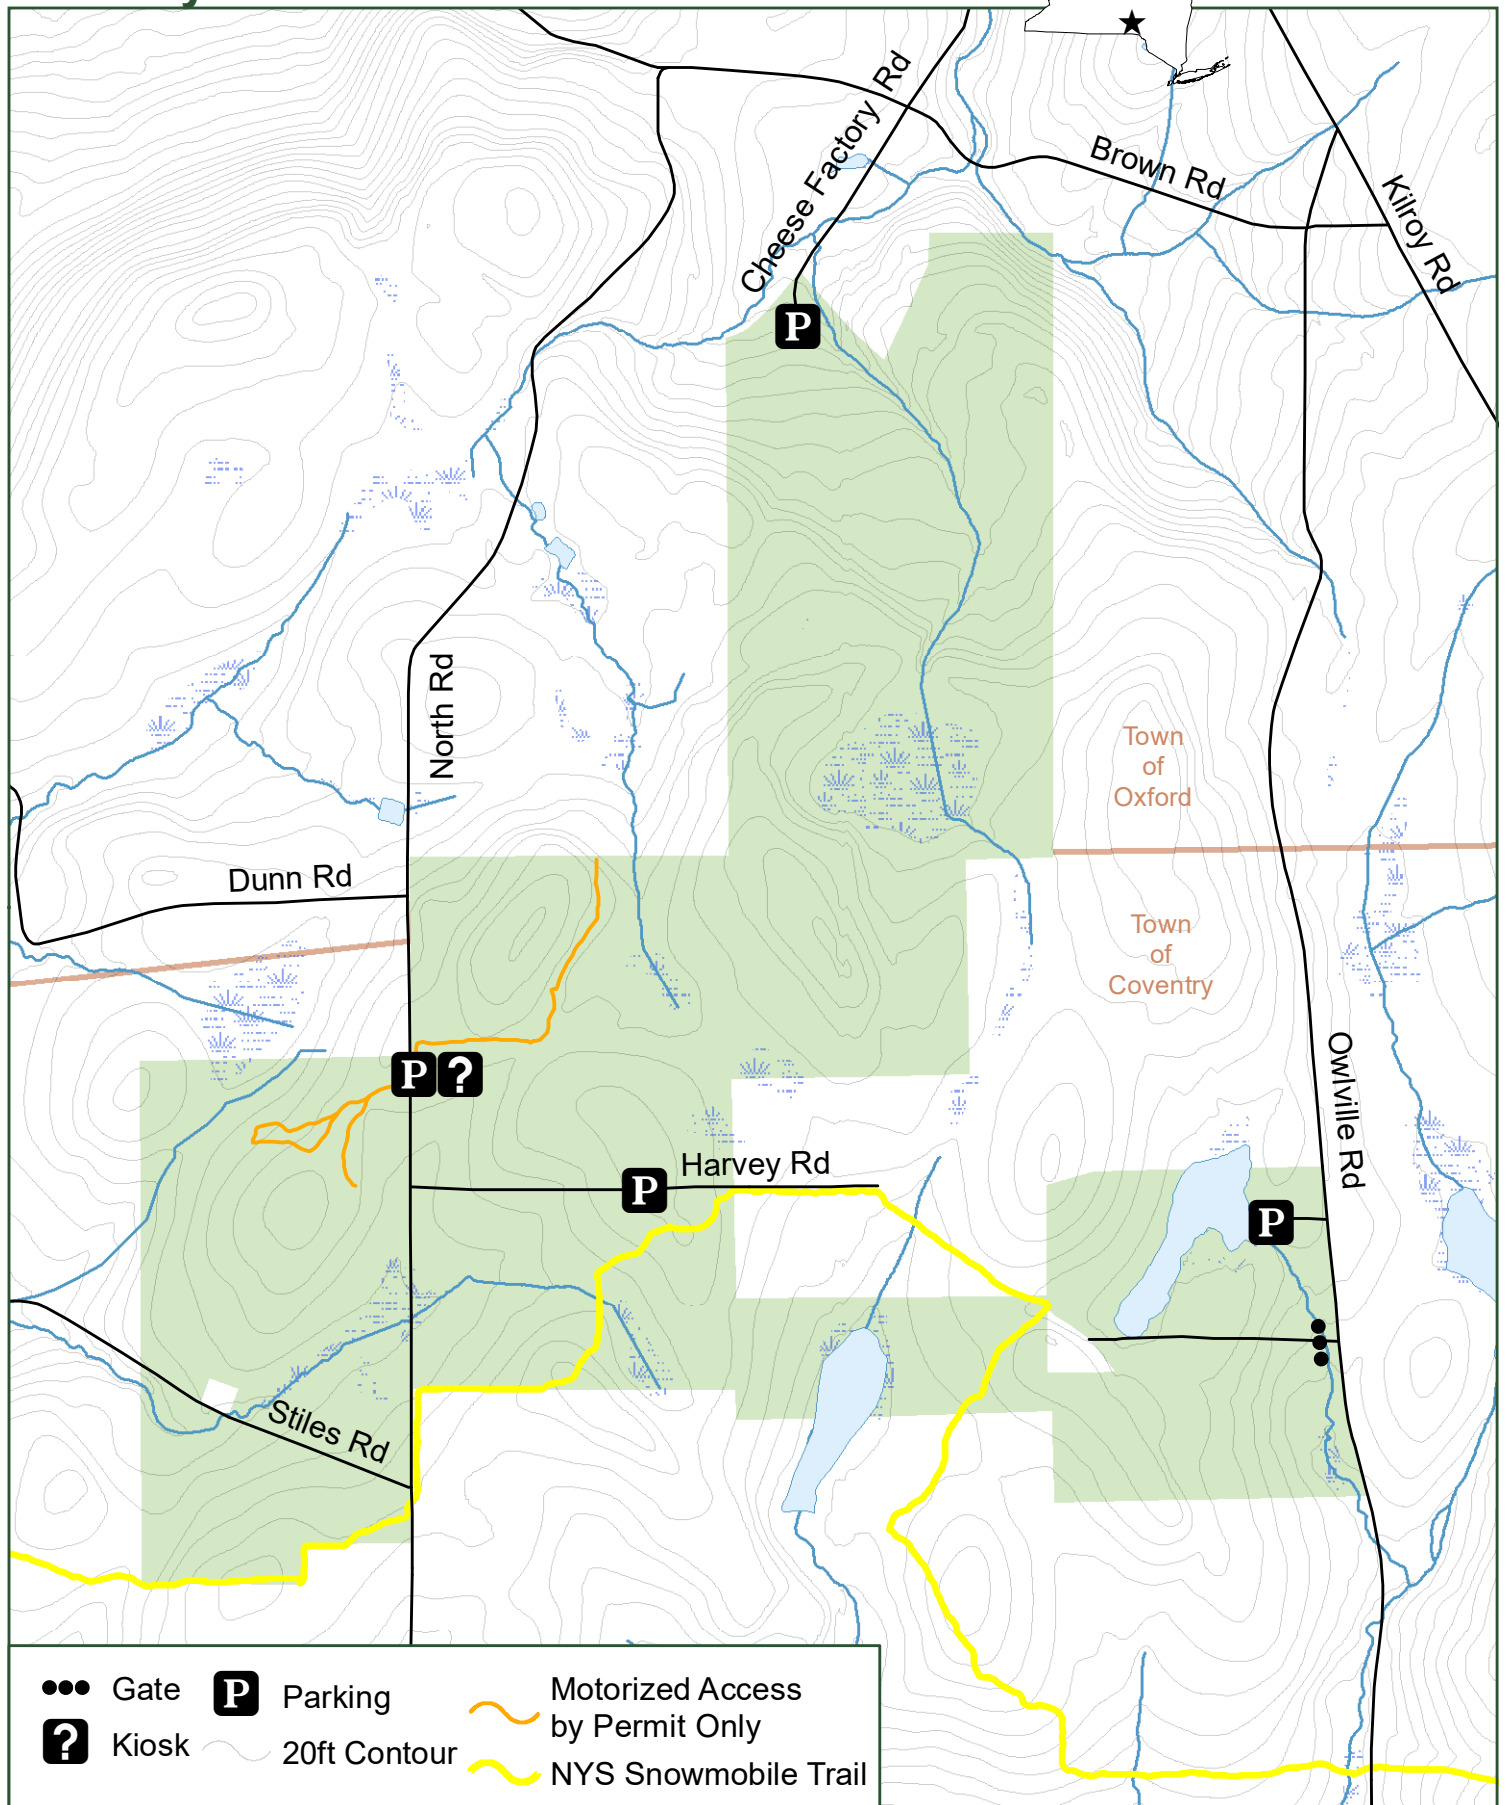 Cheese Factory Rd
Brown Rd
Kilroy Rd
P
North Rd
Town
of
Oxford
Dunn Rd
Town
of
Coventry
Owlville Rd
P ?
Harvey Rd
P
P
Stiles Rd
Gate
P Parking
Motorized Access
by Permit Only
? Kiosk
20ft Contour
NYS Snowmobile Trail